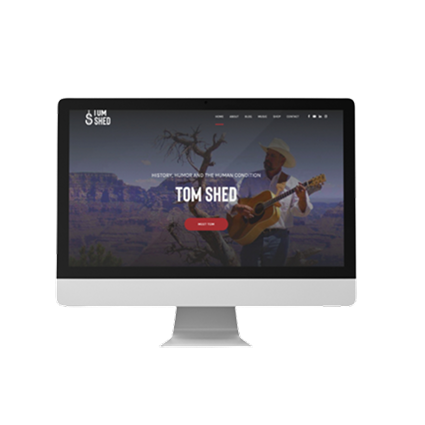 TOM
SHED
HOME ABOUT BLOG MUSIC SHOP CONTACT
HISTORY, HUMOR AND THE HUMAN CONDITION
TOM SHED
MEET TOM